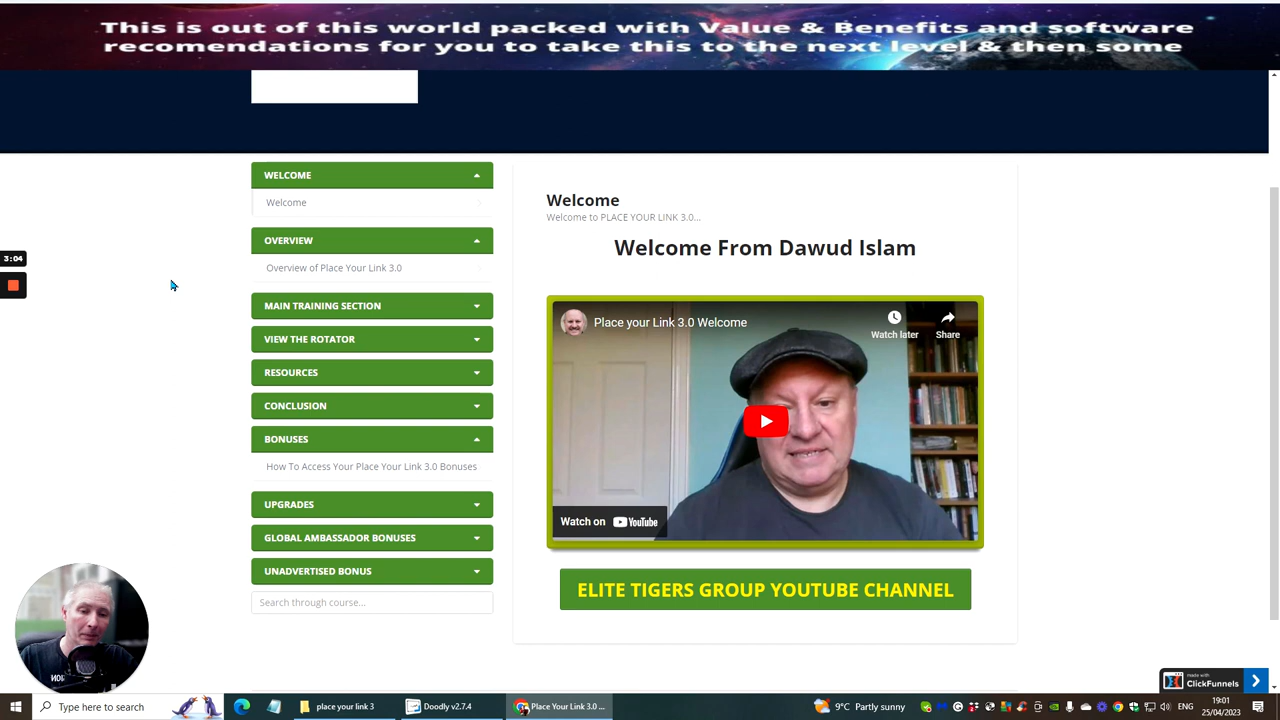 This is out of this world packed with Value & Benefits and software
recomendations for you to take this to the next level & then some
WELCOME
Welcome
OVERVIEW
Overview of Place Your Link 3.0
MAIN TRAINING SECTION
VIEW THE ROTATOR
RESOURCES
CONCLUSION
BONUSES
How To Access Your Place Your Link 3.0 Bonuses
UPGRADES
GLOBAL AMBASSADOR BONUSES
UNADVERTISED BONUS
Search through course...
Welcome
Welcome to PLACE YOUR LINK 3.0...
Welcome From Dawud Islam
Place your Link 3.0 Welcome
Watch later
Share
Watch on YouTube
ELITE TIGERS GROUP YOUTUBE CHANNEL
3:04
made with
ClickFunnels
Type here to search
place your link 3
Doodly v2.7.4
Place Your Link 3.0 ...
9°C Partly sunny
ENG
19:01
25/04/2023